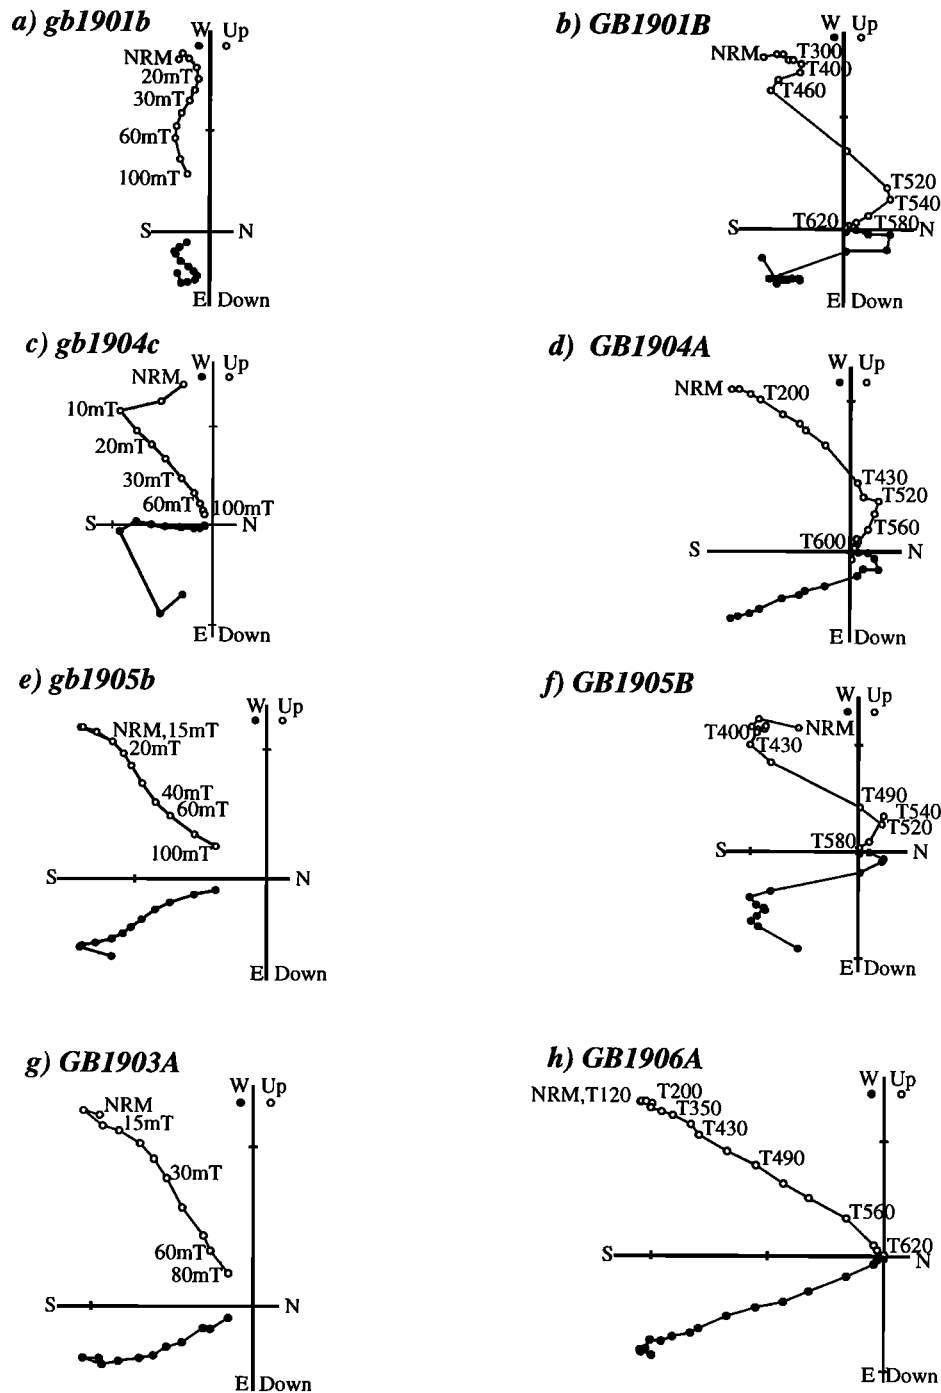 a) gb1901b
W Up
NRM
20mT
30mT
60mT
100mT
S N
E Down
b) GB1901B
W Up
NRM T300
T400
T460
T520
T540
T620 T580
S N
E Down
c) gb1904c
W Up
NRM
10mT
20mT
30mT
60mT 100mT
S N
E Down
d) GB1904A
W Up
NRM T200
T430
T520
T560
T600
S N
E Down
e) gb1905b
W Up
NRM,15mT
20mT
40mT
60mT
100mT
S N
E Down
f) GB1905B
W Up
NRM
T400
T430
T490
T540
T520
T580
S N
E Down
g) GB1903A
W Up
NRM
15mT
30mT
60mT
80mT
S N
E Down
h) GB1906A
W Up
NRM,T120 T200
T350
T430
T490
T560
T620
S N
E Down